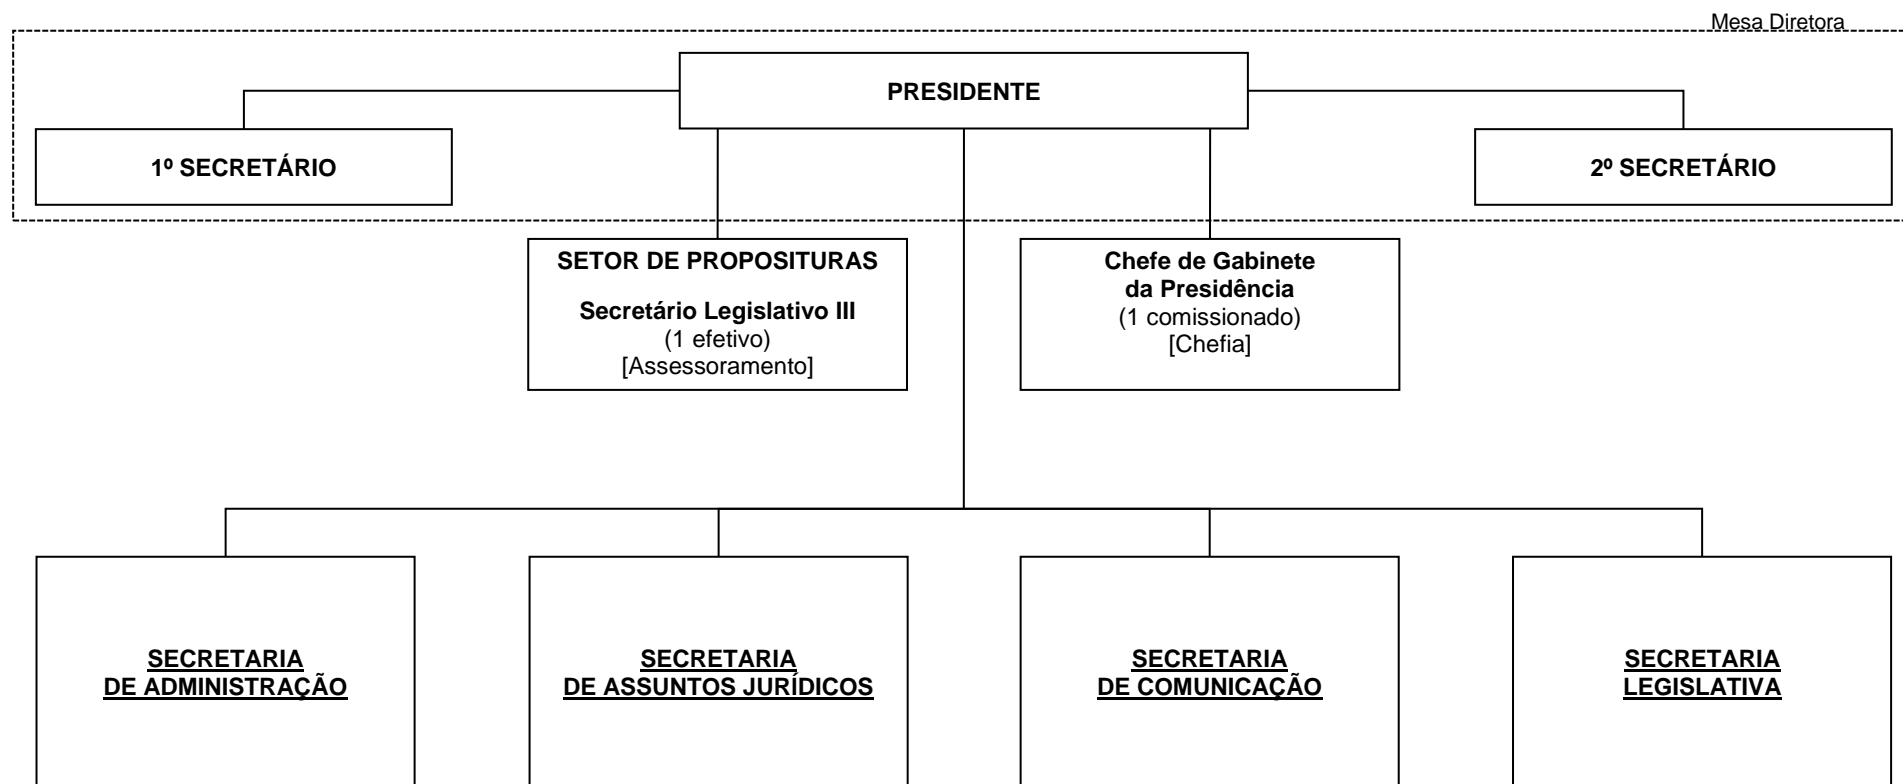 Mesa Diretora
PRESIDENTE
1º SECRETÁRIO
2º SECRETÁRIO
SETOR DE PROPOSITURAS
Secretário Legislativo III
(1 efetivo)
[Assessoramento]
Chefe de Gabinete
da Presidência
(1 comissionado)
[Chefia]
SECRETARIA
DE ADMINISTRAÇÃO
SECRETARIA
DE ASSUNTOS JURÍDICOS
SECRETARIA
DE COMUNICAÇÃO
SECRETARIA
LEGISLATIVA